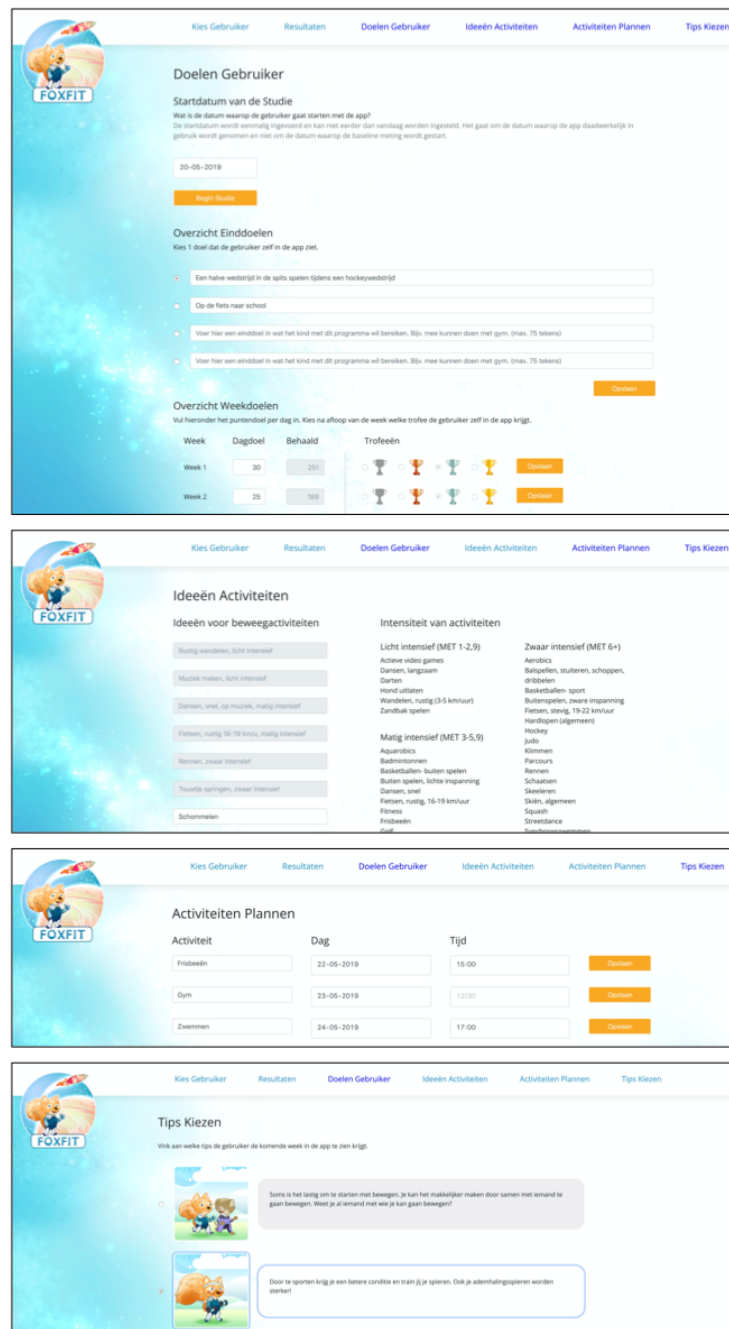 Kies Gebruiker Resultaten Doelen Gebruiker Ideeën Activiteiten Activiteiten Plannen Tips Kiezen
FOXFIT
Doelen Gebruiker
Startdatum van de Studie
Wat is de datum waarop de gebruiker gaat starten met de app?
De startdatum wordt eenmalig ingevoerd en kan niet eerder dan vandaag worden ingesteld. Het gaat om de datum waarop de app daadwerkelijk in
gebruik wordt genomen en niet om de datum waarop de baseline meting wordt gestart.
20-05-2019
Begin Studie
Overzicht Einddoelen
Kies 1 doel dat de gebruiker zelf in de app ziet.
Een halve wedstrijd in de spits spelen tijdens een hockeywedstrijd
Op de fiets naar school
Voer hier een einddoel in wat het kind met dit programma wil bereiken. Bijv. mee kunnen doen met gym. (max. 75 tekens)
Voer hier een einddoel in wat het kind met dit programma wil bereiken. Bijv. mee kunnen doen met gym. (max. 75 tekens)
Opslaan
Overzicht Weekdoelen
Vul hieronder het puntendoel per dag in. Kies na afloop van de week welke trofee de gebruiker zelf in de app krijgt.
Week Dagdoel Behaald Trofeeën
Week 1 30 251 Opslaan
Week 2 25 189 Opslaan
Kies Gebruiker Resultaten Doelen Gebruiker Ideeën Activiteiten Activiteiten Plannen Tips Kiezen
FOXFIT
Ideeën Activiteiten
Ideeën voor beweegactiviteiten
Rustig wandelen, licht intensief
Muziek maken, licht intensief
Dansen, snel, op muziek, matig intensief
Fietsen, rustig 16-19 km/u, matig intensief
Rennen, zwaar intensief
Touwtje springen, zwaar intensief
Schommelen
Intensiteit van activiteiten
Licht intensief (MET 1-2,9)
Actieve video games
Dansen, langzaam
Darten
Hond uitlaten
Wandelen, rustig (3-5 km/uur)
Zandbak spelen
Matig intensief (MET 3-5,9)
Aquarobics
Badmintonnen
Basketballen- buiten spelen
Buiten spelen, lichte inspanning
Dansen, snel
Fietsen, rustig, 16-19 km/uur
Fitness
Frisbeeën
Golf
Zwaar intensief (MET 6+)
Aerobics
Balspellen, stuiteren, schoppen,
dribbelen
Basketballen- sport
Buitenspelen, zware inspanning
Fietsen, stevig, 19-22 km/uur
Hardlopen (algemeen)
Hockey
Judo
Klimmen
Parcours
Rennen
Schaatsen
Skeeleren
Skiën, algemeen
Squash
Streetdance
Synchroonzwemmen
Kies Gebruiker Resultaten Doelen Gebruiker Ideeën Activiteiten Activiteiten Plannen Tips Kiezen
FOXFIT
Activiteiten Plannen
Activiteit Dag Tijd
Frisbeeën 22-05-2019 15:00 Opslaan
Gym 23-05-2019 12:30 Opslaan
Zwemmen 24-05-2019 17:00 Opslaan
Kies Gebruiker Resultaten Doelen Gebruiker Ideeën Activiteiten Activiteiten Plannen Tips Kiezen
FOXFIT
Tips Kiezen
Vink aan welke tips de gebruiker de komende week in de app te zien krijgt.
Soms is het lastig om te starten met bewegen. Je kan het makkelijker maken door samen met iemand te
gaan bewegen. Weet je al iemand met wie je kan gaan bewegen?
Door te sporten krijg je een betere conditie en train jij je spieren. Ook je ademhalingsspieren worden
sterker!